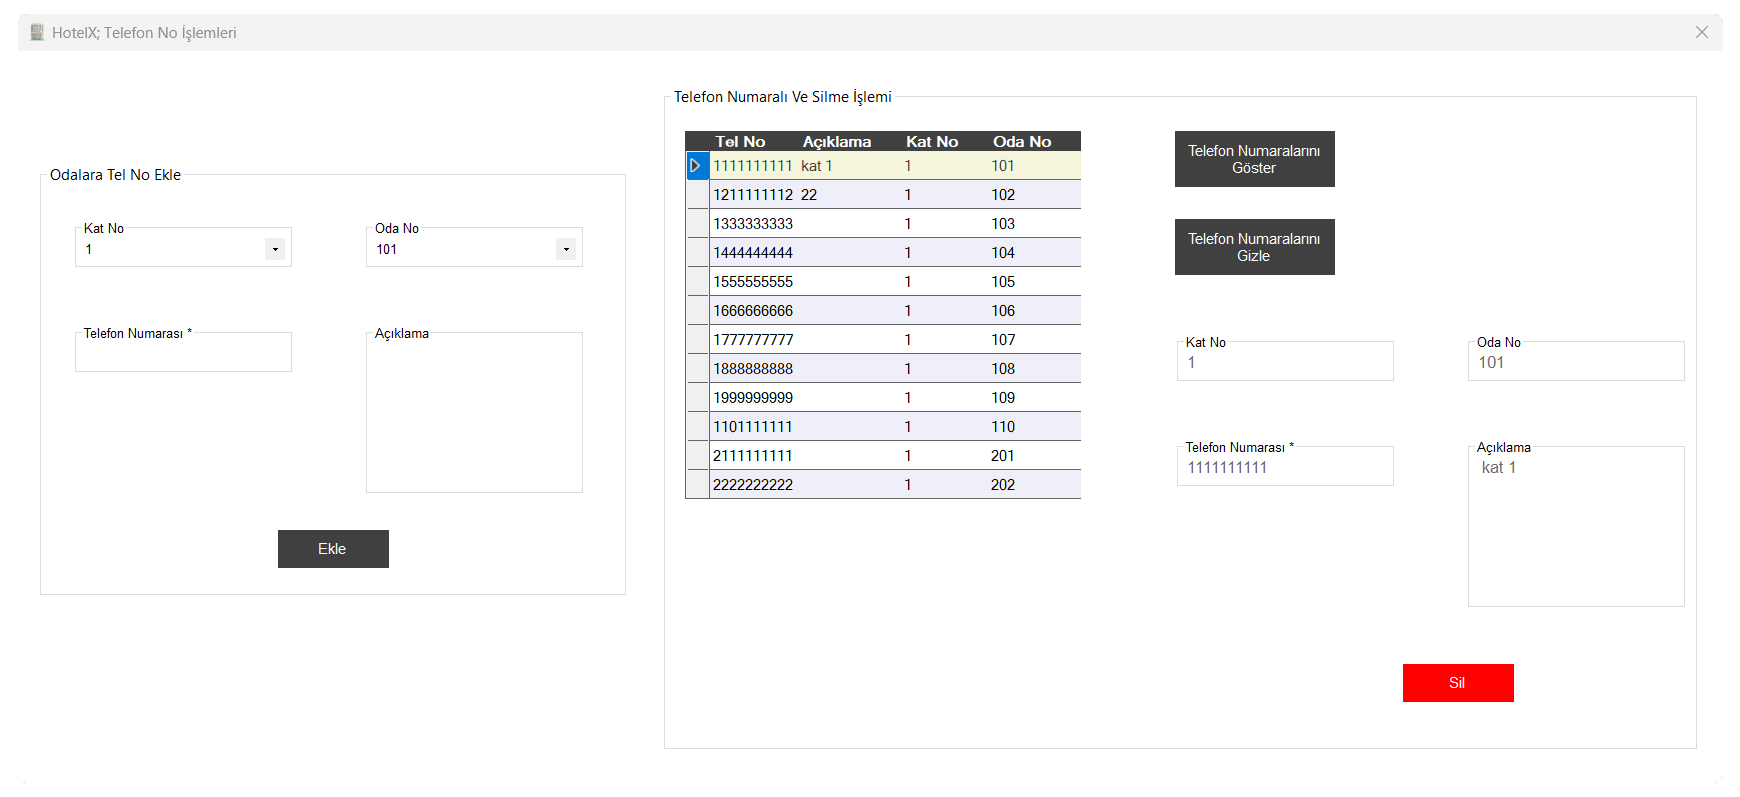 HotelX; Telefon No İşlemleri
Odalara Tel No Ekle
Kat No
Oda No
1
101
Telefon Numarası *
Açıklama
Ekle
Telefon Numaralı Ve Silme İşlemi
Tel No Açıklama Kat No Oda No
1111111111 kat 1 1 101
1211111112 22 1 102
1333333333 1 103
1444444444 1 104
1555555555 1 105
1666666666 1 106
1777777777 1 107
1888888888 1 108
1999999999 1 109
1101111111 1 110
2111111111 1 201
2222222222 1 202
Telefon Numaralarını
Göster
Telefon Numaralarını
Gizle
Kat No
Oda No
1
101
Telefon Numarası *
Açıklama
1111111111
kat 1
Sil